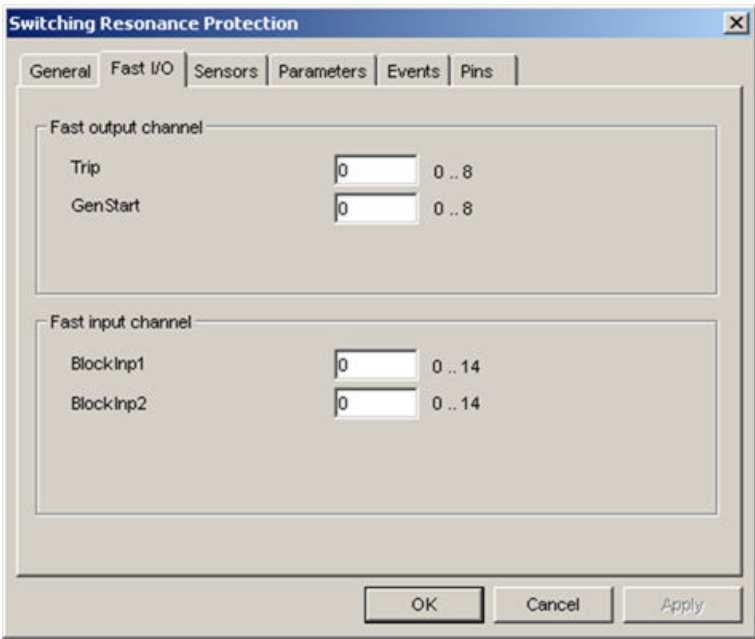 Switching Resonance Protection
General Fast I/O Sensors Parameters Events Pins
Fast output channel
Trip 0 0 .. 8
GenStart 0 0 .. 8
Fast input channel
BlockInp1 0 0 .. 14
BlockInp2 0 0 .. 14
OK Cancel Apply